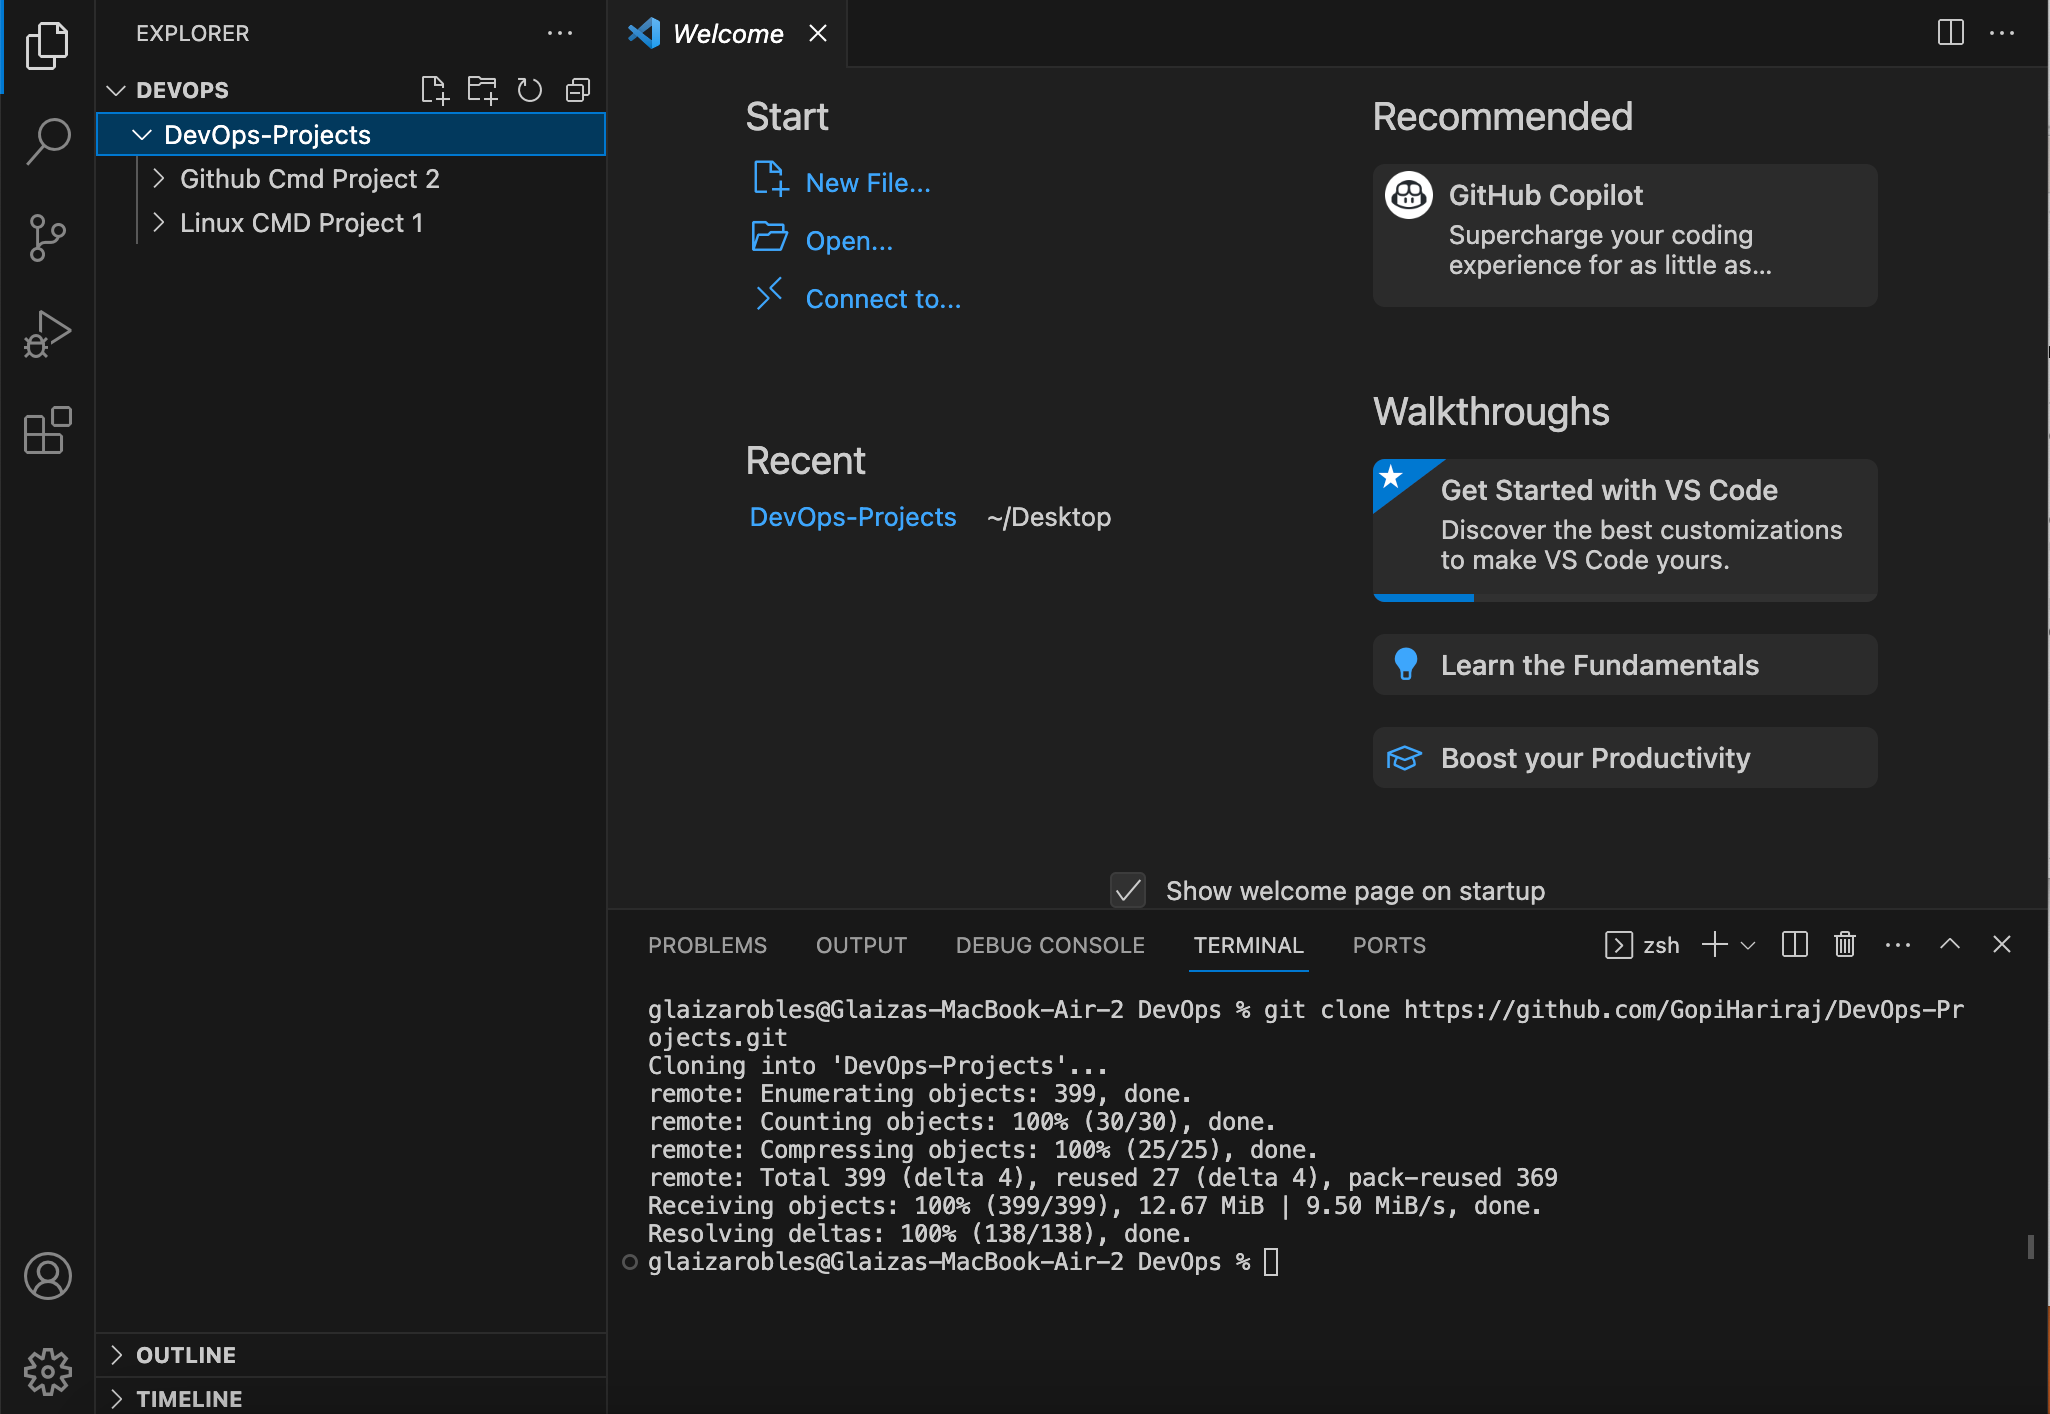 EXPLORER
DEVOPS
DevOps-Projects
Github Cmd Project 2
Linux CMD Project 1
OUTLINE
TIMELINE
Welcome
Start
New File...
Open...
Connect to...
Recent
DevOps-Projects ~/Desktop
Recommended
GitHub Copilot
Supercharge your coding
experience for as little as...
Walkthroughs
Get Started with VS Code
Discover the best customizations
to make VS Code yours.
Learn the Fundamentals
Boost your Productivity
Show welcome page on startup
PROBLEMS OUTPUT DEBUG CONSOLE TERMINAL PORTS zsh
glaizarobles@Glaizas-MacBook-Air-2 DevOps % git clone https://github.com/GopiHariraj/DevOps-Pr
ojects.git
Cloning into 'DevOps-Projects'...
remote: Enumerating objects: 399, done.
remote: Counting objects: 100% (30/30), done.
remote: Compressing objects: 100% (25/25), done.
remote: Total 399 (delta 4), reused 27 (delta 4), pack-reused 369
Receiving objects: 100% (399/399), 12.67 MiB | 9.50 MiB/s, done.
Resolving deltas: 100% (138/138), done.
glaizarobles@Glaizas-MacBook-Air-2 DevOps %